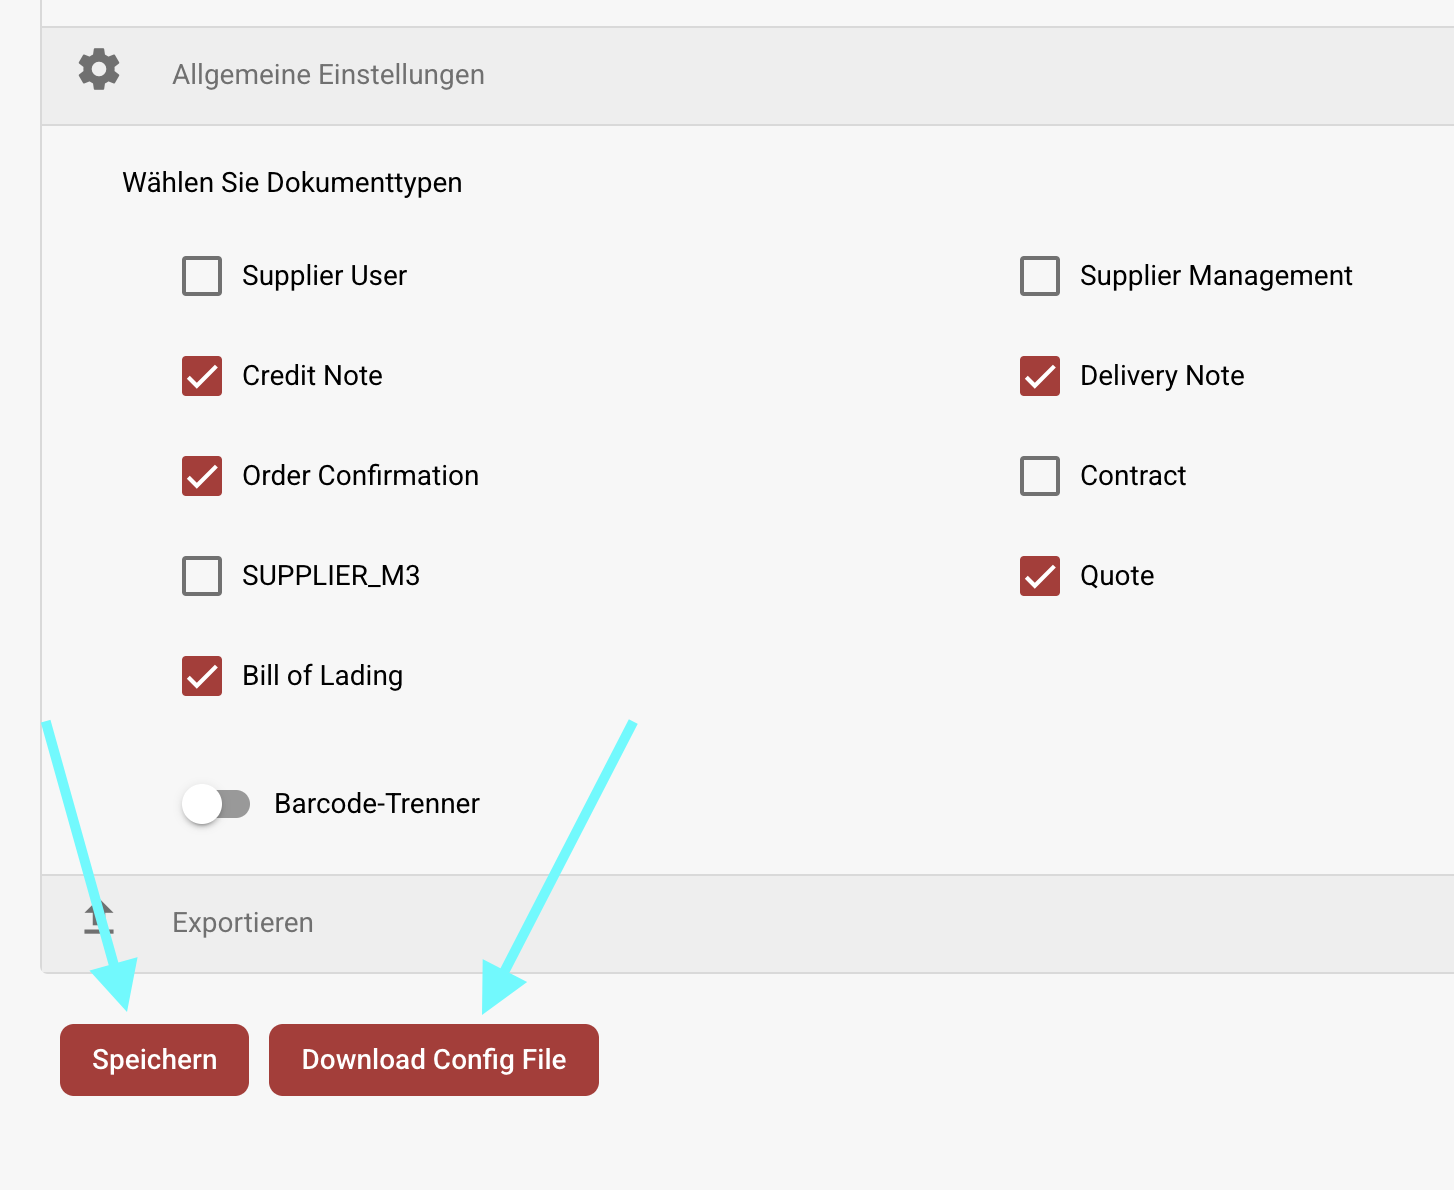 Allgemeine Einstellungen
Wählen Sie Dokumenttypen
Supplier User
Supplier Management
Credit Note
Delivery Note
Order Confirmation
Contract
SUPPLIER_M3
Quote
Bill of Lading
Barcode-Trenner
Exportieren
Speichern
Download Config File